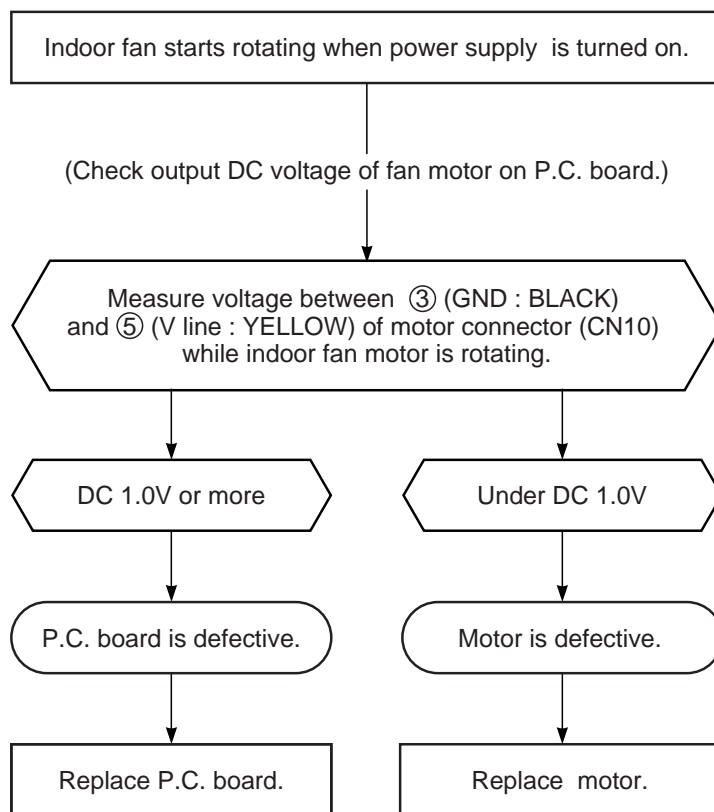 Indoor fan starts rotating when power supply is turned on.
(Check output DC voltage of fan motor on P.C. board.)
Measure voltage between ③ (GND : BLACK)
and ⑤ (V line : YELLOW) of motor connector (CN10)
while indoor fan motor is rotating.
DC 1.0V or more
Under DC 1.0V
P.C. board is defective.
Motor is defective.
Replace P.C. board.
Replace motor.